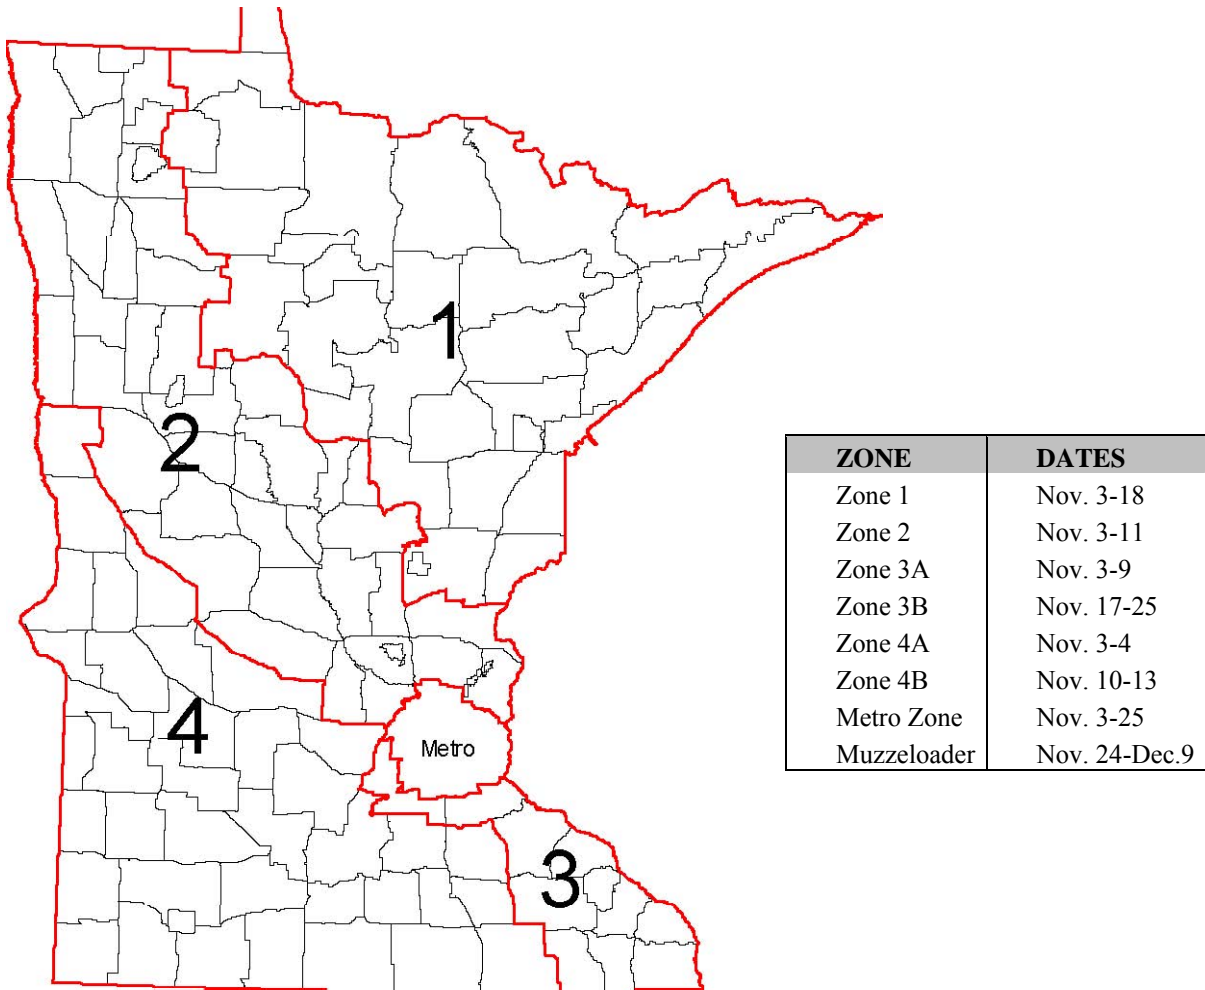 1
2
ZONE DATES
Zone 1 Nov. 3-18
Zone 2 Nov. 3-11
Zone 3A Nov. 3-9
Zone 3B Nov. 17-25
Zone 4A Nov. 3-4
Zone 4B Nov. 10-13
Metro Zone Nov. 3-25
Muzzeloader Nov. 24-Dec.9
4
Metro
3